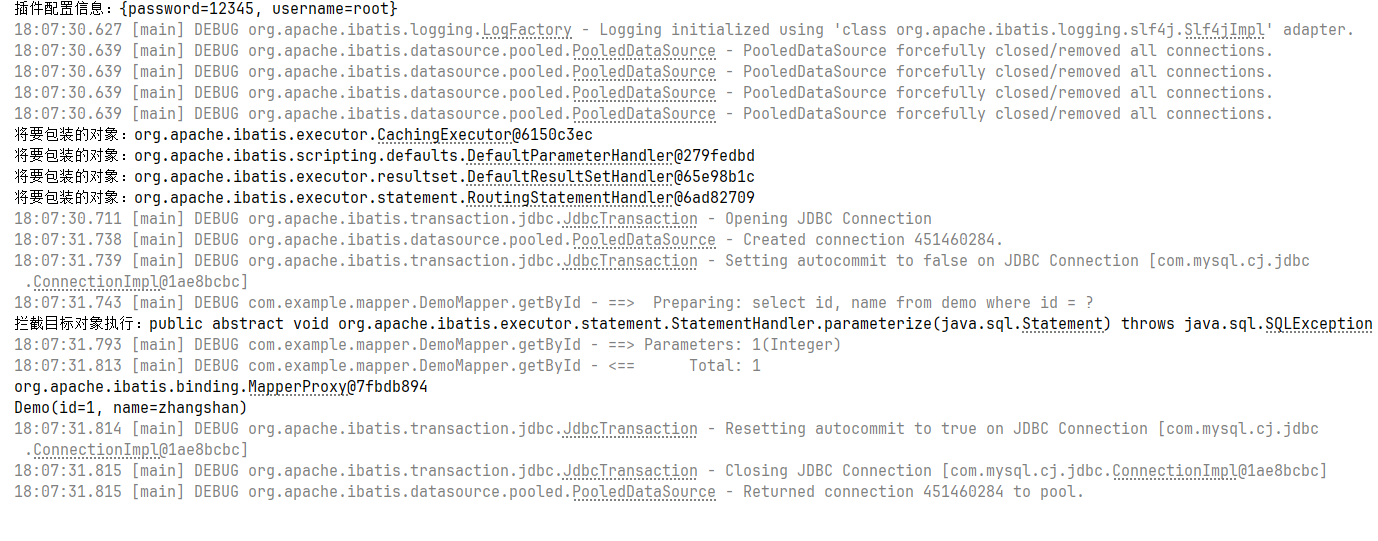 插件配置信息：{password=12345, username=root}
18:07:30.627 [main] DEBUG org.apache.ibatis.logging.LogFactory - Logging initialized using 'class org.apache.ibatis.logging.slf4j.Slf4jImpl' adapter.
18:07:30.639 [main] DEBUG org.apache.ibatis.datasource.pooled.PooledDataSource - PooledDataSource forcefully closed/removed all connections.
18:07:30.639 [main] DEBUG org.apache.ibatis.datasource.pooled.PooledDataSource - PooledDataSource forcefully closed/removed all connections.
18:07:30.639 [main] DEBUG org.apache.ibatis.datasource.pooled.PooledDataSource - PooledDataSource forcefully closed/removed all connections.
18:07:30.639 [main] DEBUG org.apache.ibatis.datasource.pooled.PooledDataSource - PooledDataSource forcefully closed/removed all connections.
将要包装的对象：org.apache.ibatis.executor.CachingExecutor@6150c3ec
将要包装的对象：org.apache.ibatis.scripting.defaults.DefaultParameterHandler@279fedbd
将要包装的对象：org.apache.ibatis.executor.resultset.DefaultResultSetHandler@65e98b1c
将要包装的对象：org.apache.ibatis.executor.statement.RoutingStatementHandler@6ad82709
18:07:30.711 [main] DEBUG org.apache.ibatis.transaction.jdbc.JdbcTransaction - Opening JDBC Connection
18:07:31.738 [main] DEBUG org.apache.ibatis.datasource.pooled.PooledDataSource - Created connection 451460284.
18:07:31.739 [main] DEBUG org.apache.ibatis.transaction.jdbc.JdbcTransaction - Setting autocommit to false on JDBC Connection [com.mysql.cj.jdbc
.ConnectionImpl@1ae8bcbc]
18:07:31.743 [main] DEBUG com.example.mapper.DemoMapper.getById - ==>  Preparing: select id, name from demo where id = ?
拦截目标对象执行：public abstract void org.apache.ibatis.executor.statement.StatementHandler.parameterize(java.sql.Statement) throws java.sql.SQLException
18:07:31.793 [main] DEBUG com.example.mapper.DemoMapper.getById - ==> Parameters: 1(Integer)
18:07:31.813 [main] DEBUG com.example.mapper.DemoMapper.getById - <==      Total: 1
org.apache.ibatis.binding.MapperProxy@7fbdb894
Demo(id=1, name=zhangshan)
18:07:31.814 [main] DEBUG org.apache.ibatis.transaction.jdbc.JdbcTransaction - Resetting autocommit to true on JDBC Connection [com.mysql.cj.jdbc
.ConnectionImpl@1ae8bcbc]
18:07:31.815 [main] DEBUG org.apache.ibatis.transaction.jdbc.JdbcTransaction - Closing JDBC Connection [com.mysql.cj.jdbc.ConnectionImpl@1ae8bcbc]
18:07:31.815 [main] DEBUG org.apache.ibatis.datasource.pooled.PooledDataSource - Returned connection 451460284 to pool.